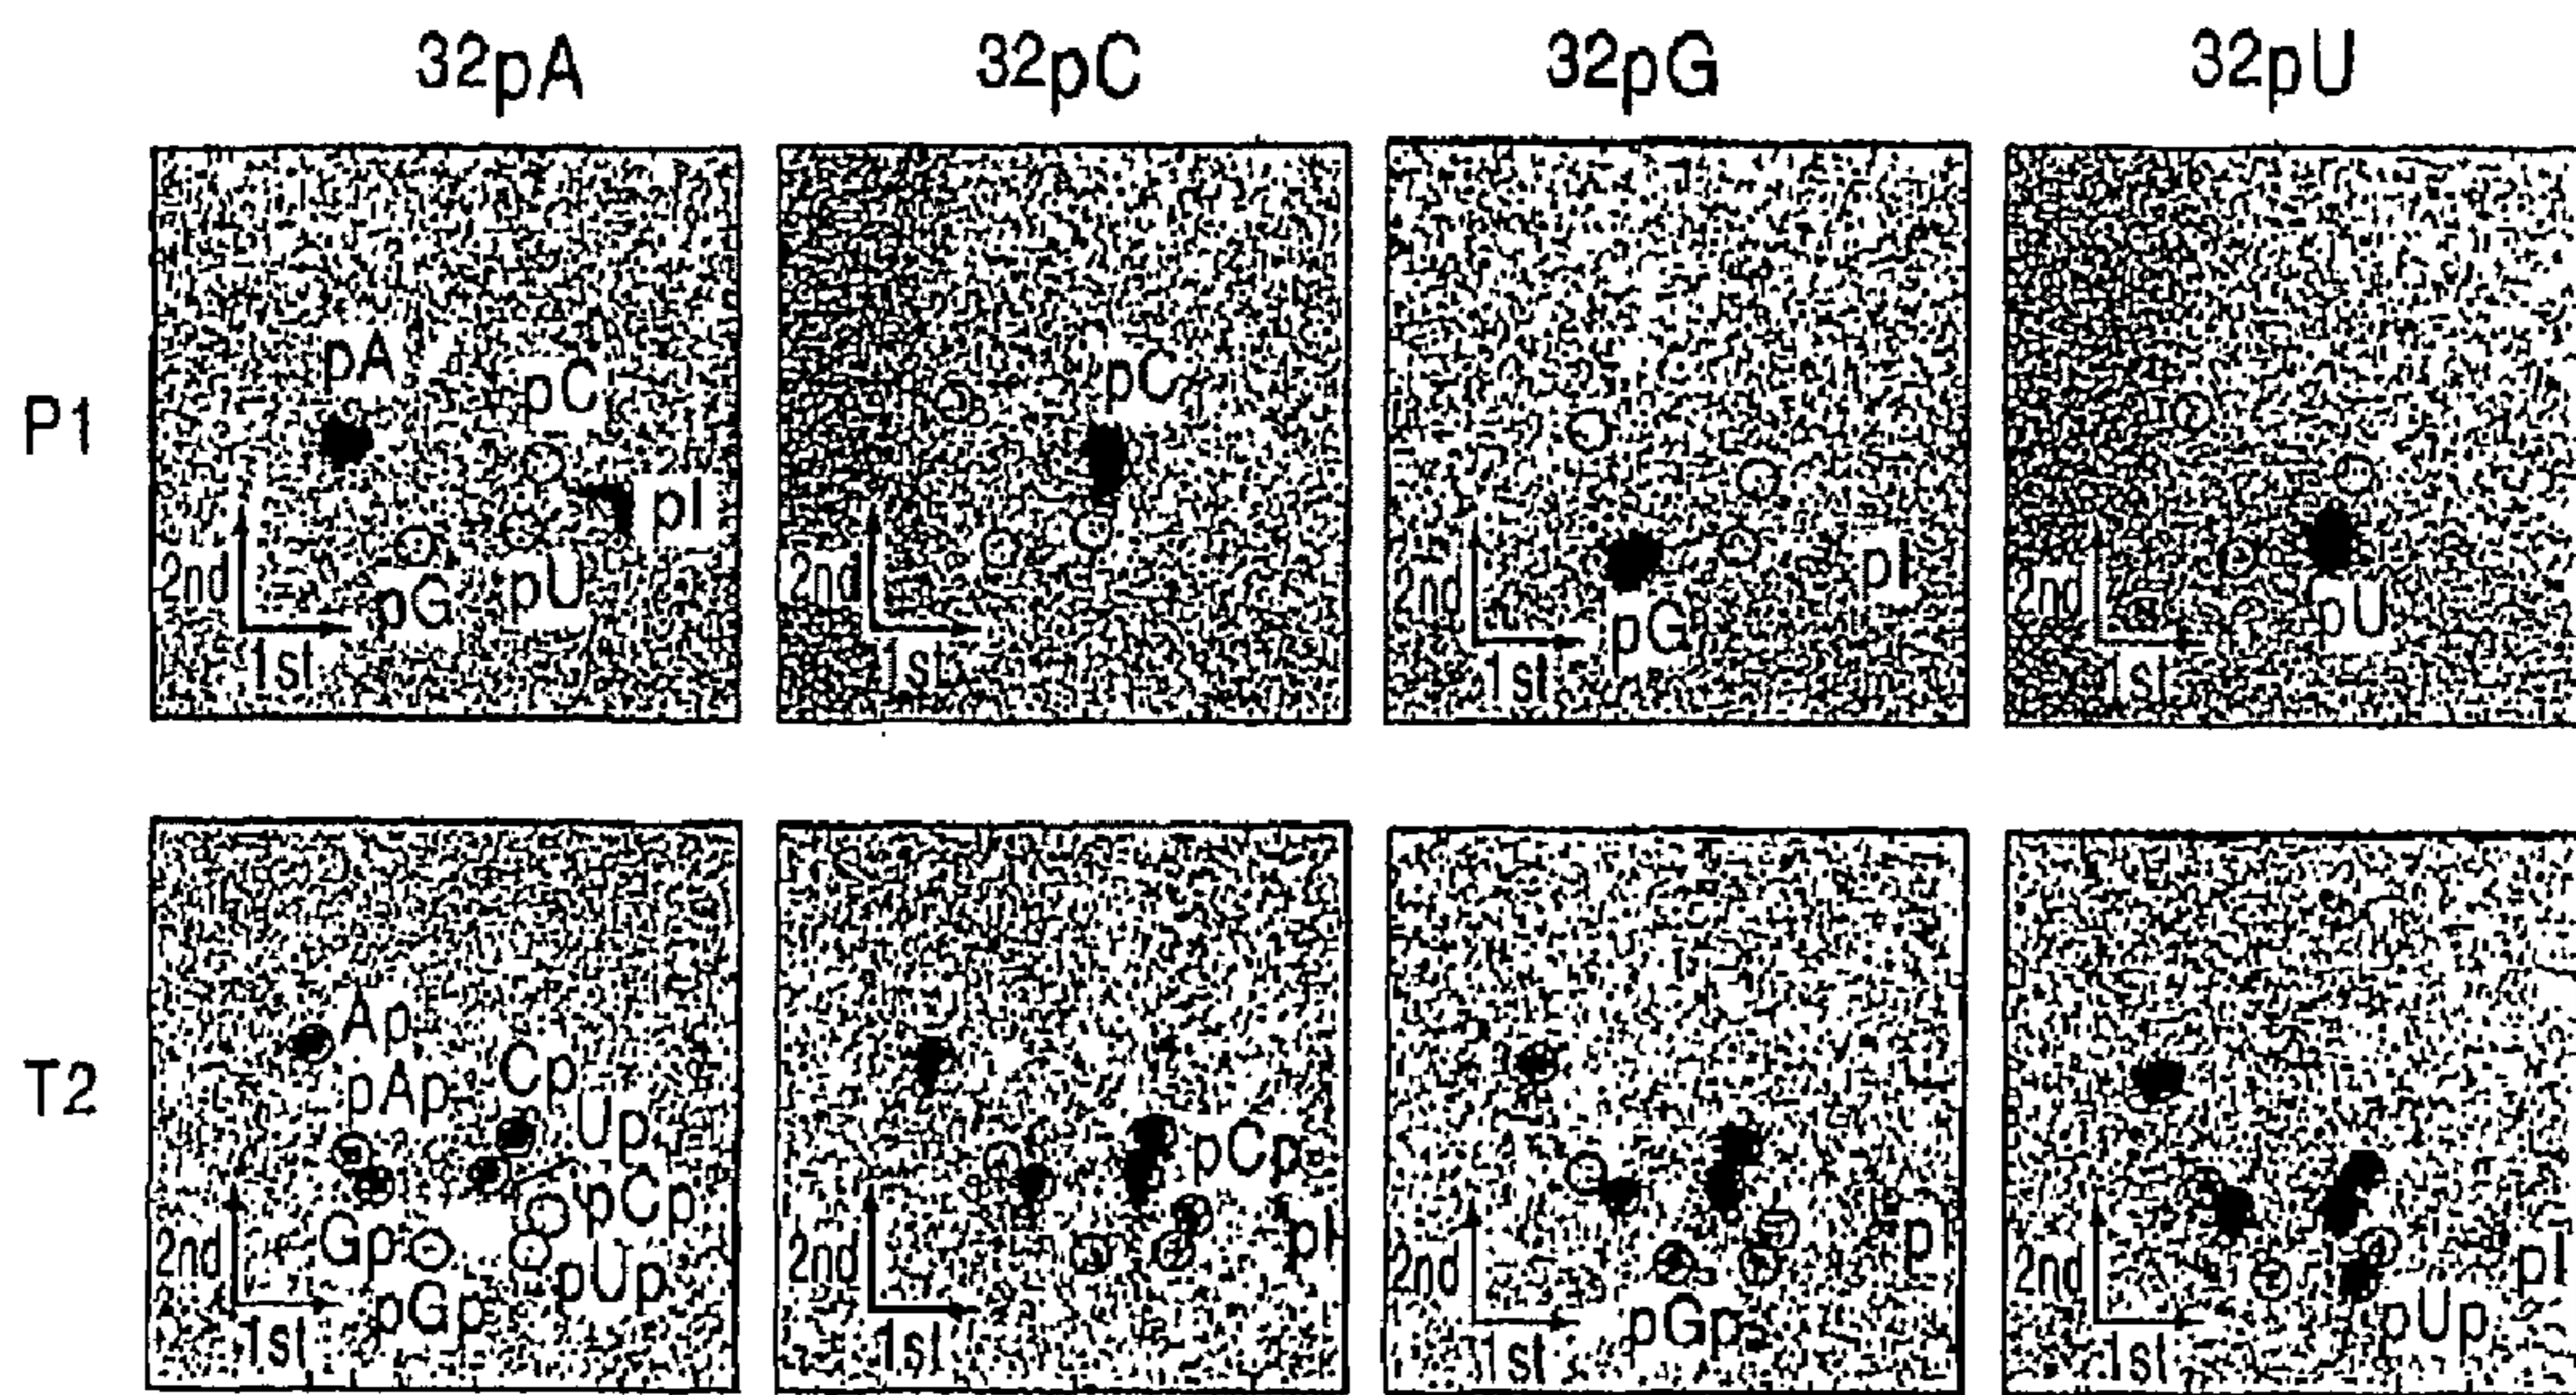 32pA 32pC 32pG 32pU
P1
pA
pC
pI
pG
pU
2nd
1st
pC
2nd
1st
pI
pG
2nd
1st
pU
2nd
1st
T2
Ap
pAp
Cp
Up
pCp
Gp
pUp
pGp
2nd
1st
pCp
pI
2nd
1st
pI
pGp
2nd
1st
pI
pUp
2nd
1st